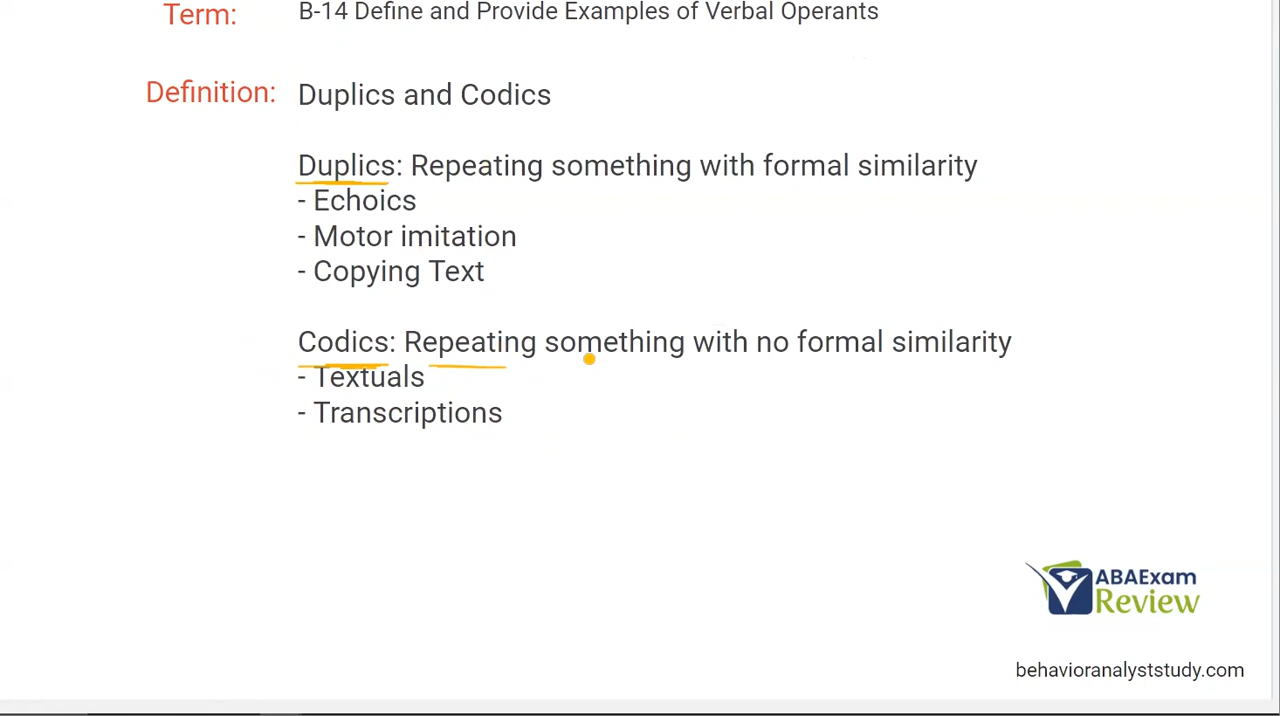 Term: B-14 Define and Provide Examples of Verbal Operants
Definition: Duplics and Codics
Duplics: Repeating something with formal similarity
- Echoics
- Motor imitation
- Copying Text
Codics: Repeating something with no formal similarity
- Textuals
- Transcriptions
ABAExam
Review
behavioranalyststudy.com